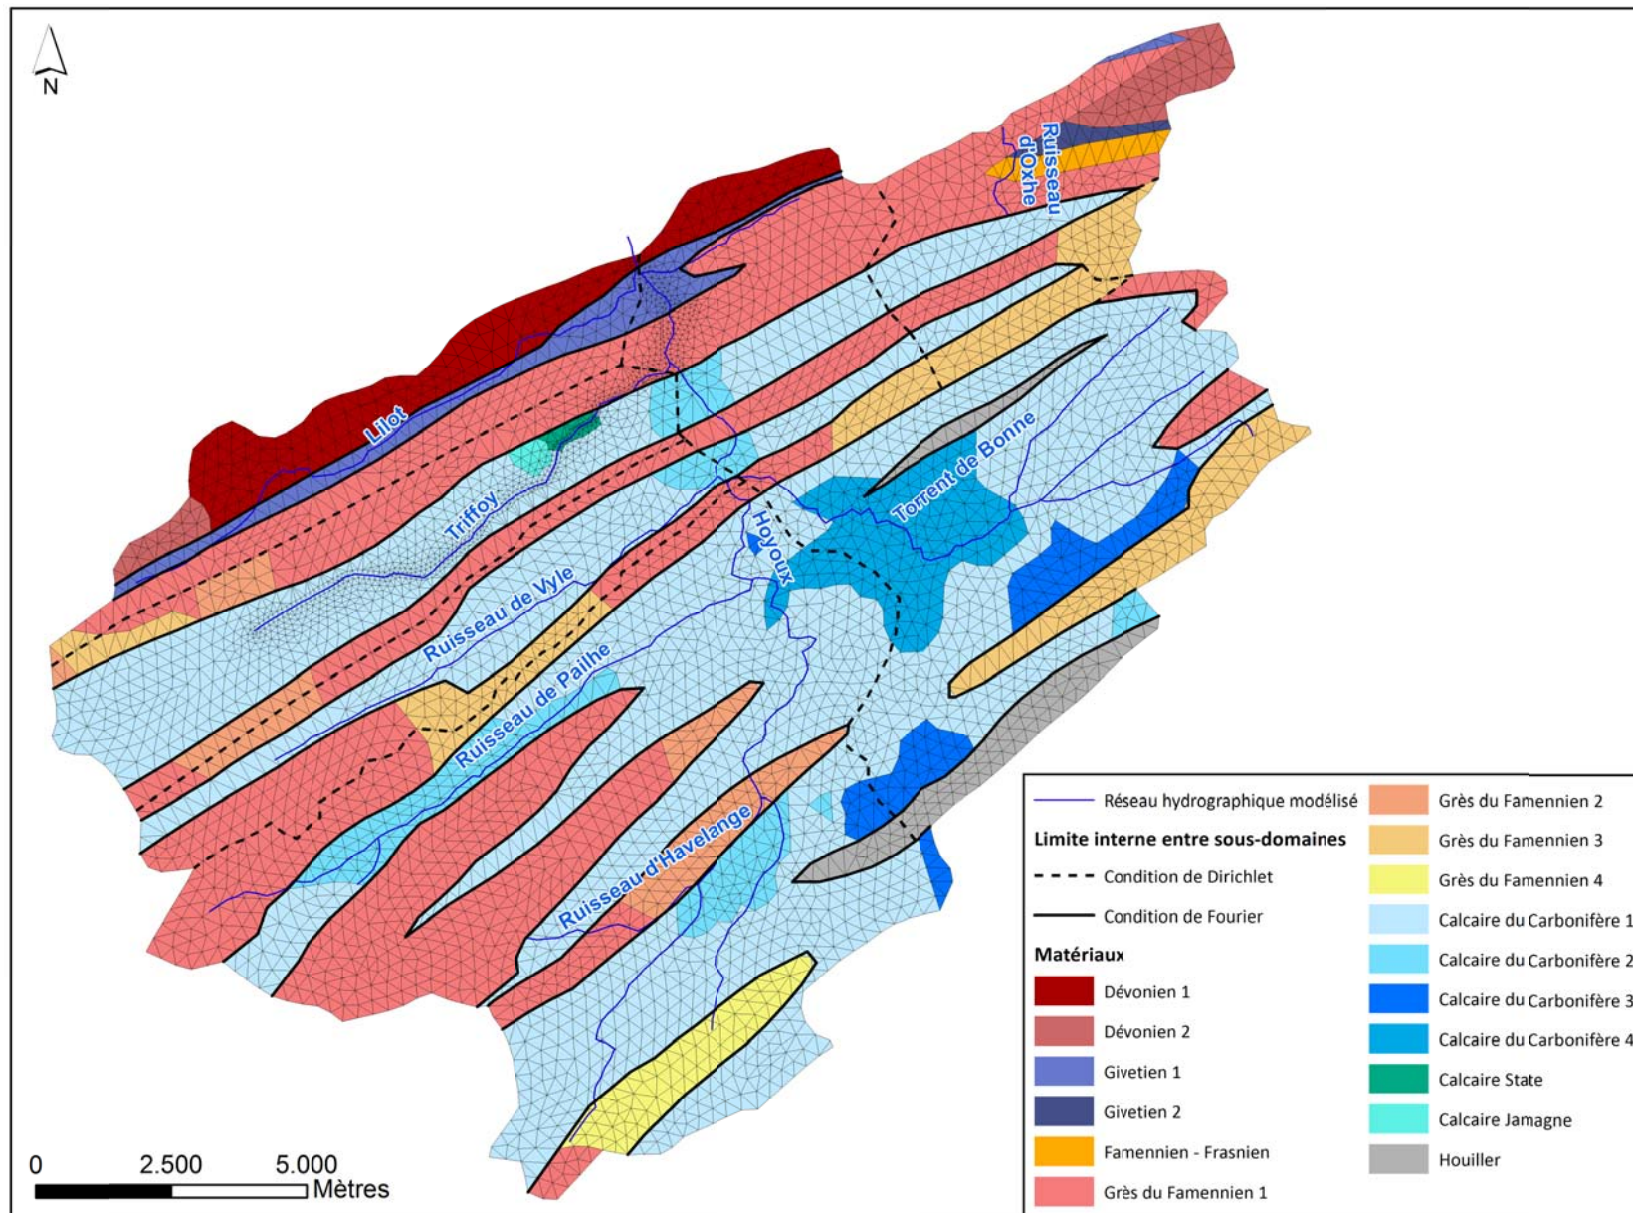 N
Ruisseau
d'Oxhe
Lilot
Triffoy
Torrent de Bonne
Hoyoux
Ruisseau de Vyle
Ruisseau de Pailhe
Ruisseau d'Havelange
0 2.500 5.000
Mètres
Réseau hydrographique modélisé
Limite interne entre sous-domaines
Condition de Dirichlet
Condition de Fourier
Matériaux
Dévonien 1
Dévonien 2
Givetien 1
Givetien 2
Famennien - Frasnien
Grès du Famennien 1
Grès du Famennien 2
Grès du Famennien 3
Grès du Famennien 4
Calcaire du Carbonifère 1
Calcaire du Carbonifère 2
Calcaire du Carbonifère 3
Calcaire du Carbonifère 4
Calcaire State
Calcaire Jamagne
Houiller